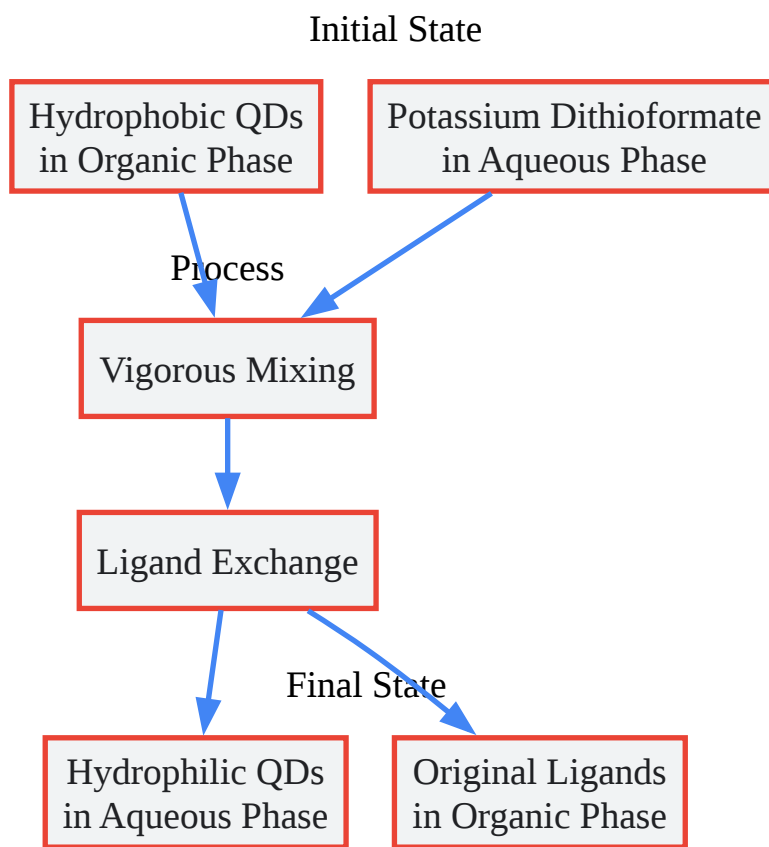 Initial State
Hydrophobic QDs
in Organic Phase
Potassium Dithioformate
in Aqueous Phase
Process
Vigorous Mixing
Ligand Exchange
Final State
Hydrophilic QDs
in Aqueous Phase
Original Ligands
in Organic Phase